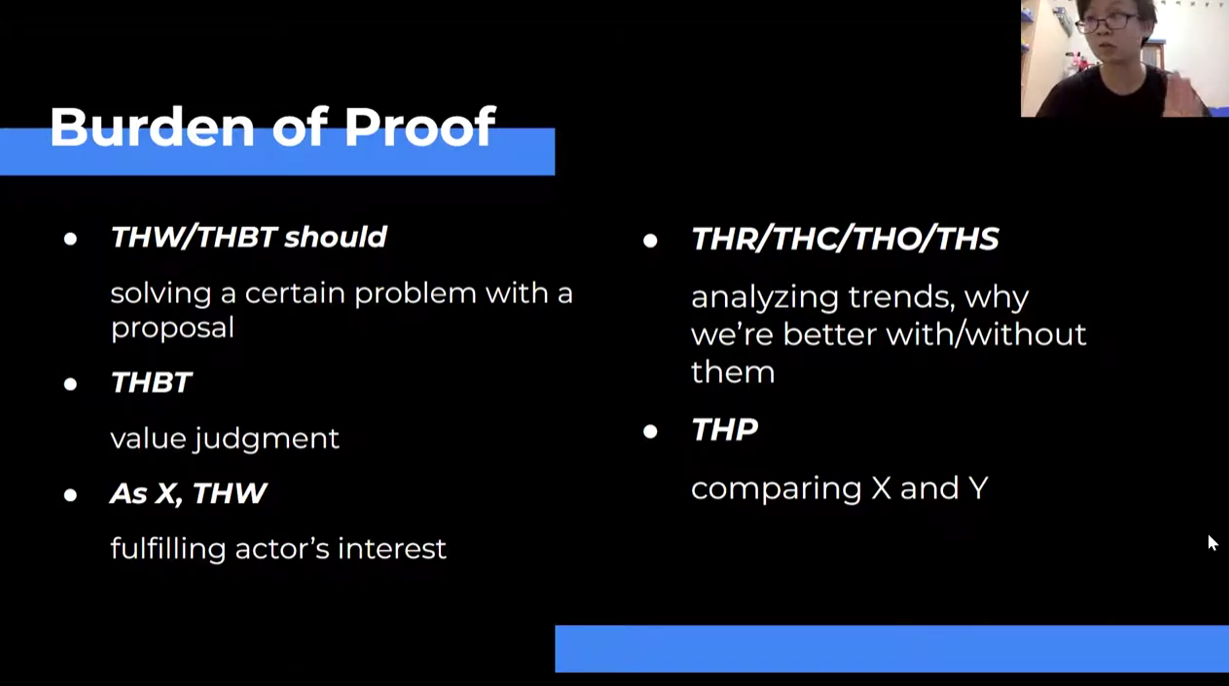 Burden of Proof
● THW/THBT should
solving a certain problem with a
proposal
● THBT
value judgment
● As X, THW
fulfilling actor's interest
● THR/THC/THO/THS
analyzing trends, why
we're better with/without
them
● THP
comparing X and Y